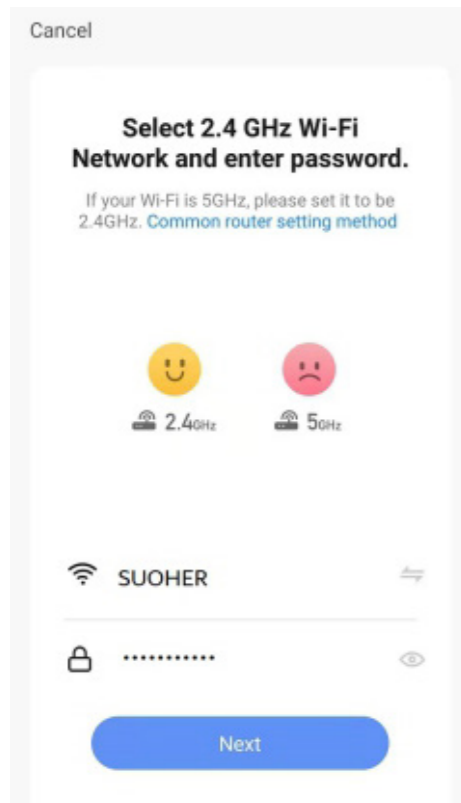 Cancel
Select 2.4 GHz Wi-Fi
Network and enter password.
If your Wi-Fi is 5GHz, please set it to be
2.4GHz. Common router setting method
2.4GHz 5GHz
SUOHER
•••••••••••
Next